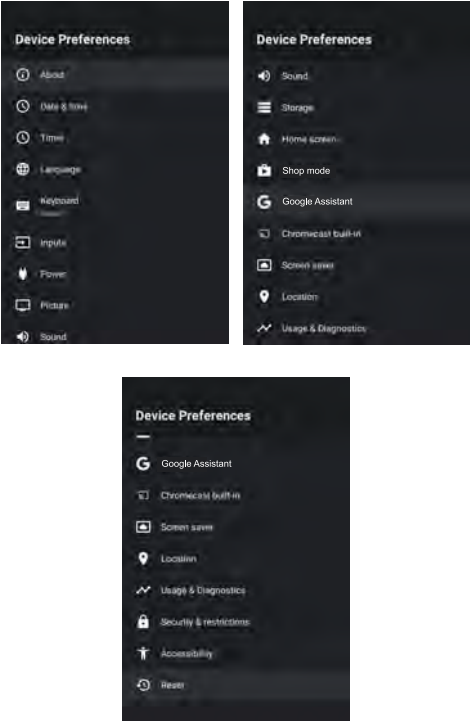 Device Preferences
About
Date & time
Timer
Language
Keyboard
Inputs
Power
Picture
Sound
Device Preferences
Sound
Storage
Home screen
Shop mode
Google Assistant
Chromecast built-in
Screen saver
Location
Usage & Diagnostics
Device Preferences
Google Assistant
Chromecast built-in
Screen saver
Location
Usage & Diagnostics
Security & restrictions
Accessibility
Reset